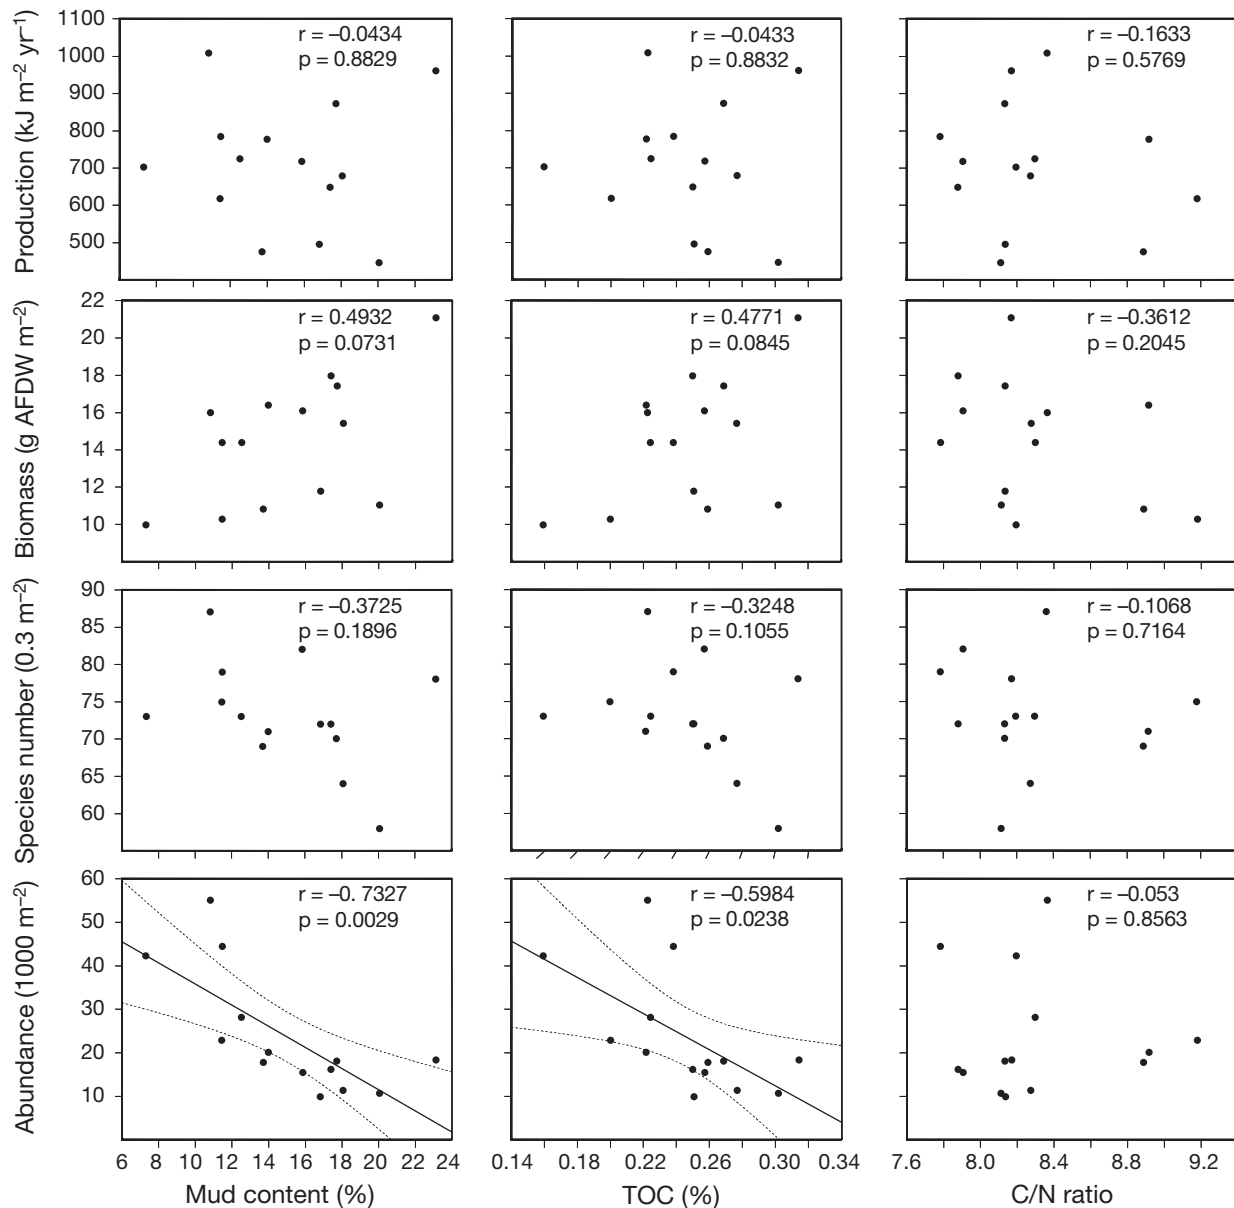 Production (kJ m⁻² yr⁻¹)
1100
1000
900
800
700
600
500
r = –0.0434
p = 0.8829
r = –0.0433
p = 0.8832
r = –0.1633
p = 0.5769
Biomass (g AFDW m⁻²)
22
20
18
16
14
12
10
r = 0.4932
p = 0.0731
r = 0.4771
p = 0.0845
r = –0.3612
p = 0.2045
Species number (0.3 m⁻²)
90
85
80
75
70
65
60
r = –0.3725
p = 0.1896
r = –0.3248
p = 0.1055
r = –0.1068
p = 0.7164
Abundance (1000 m⁻²)
60
50
40
30
20
10
r = –0.7327
p = 0.0029
r = –0.5984
p = 0.0238
r = –0.053
p = 0.8563
6 8 10 12 14 16 18 20 22 24
0.14 0.18 0.22 0.26 0.30 0.34
7.6 8.0 8.4 8.8 9.2
Mud content (%)
TOC (%)
C/N ratio